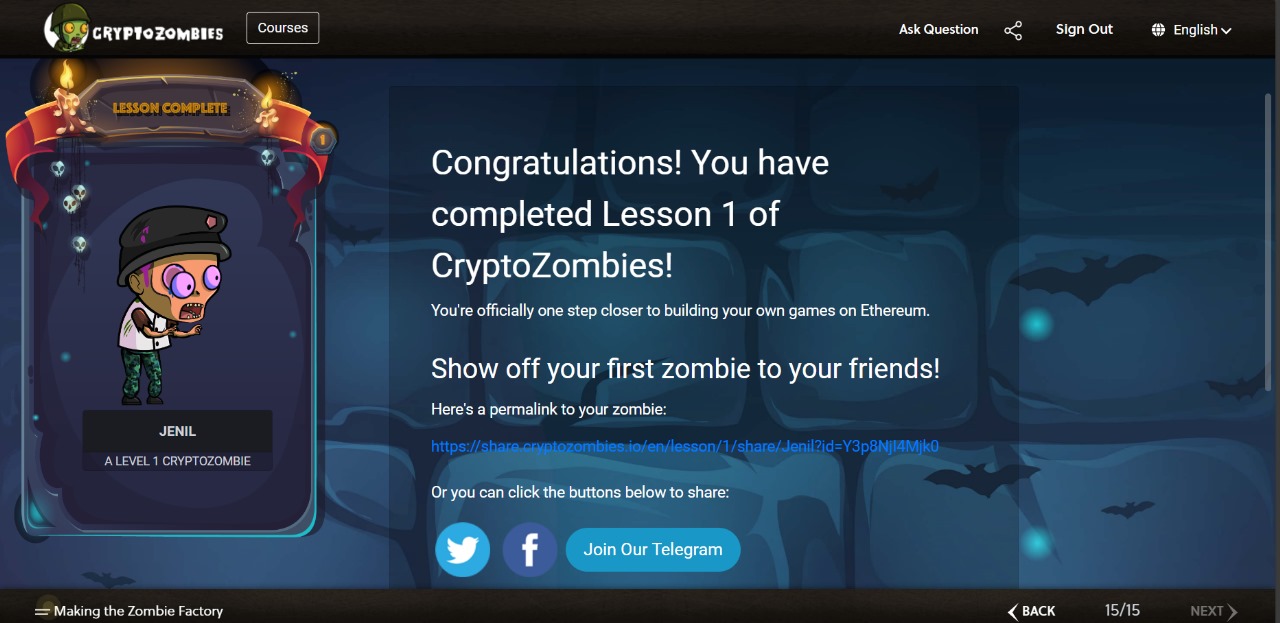 CRYPTOZOMBIES
Courses
Ask Question
Sign Out
English
LESSON COMPLETE
1
JENIL
A LEVEL 1 CRYPTOZOMBIE
Congratulations! You have
completed Lesson 1 of
CryptoZombies!
You're officially one step closer to building your own games on Ethereum.
Show off your first zombie to your friends!
Here's a permalink to your zombie:
https://share.cryptozombies.io/en/lesson/1/share/Jenil?id=Y3p8NjI4Mjk0
Or you can click the buttons below to share:
Join Our Telegram
Making the Zombie Factory
BACK
15/15
NEXT